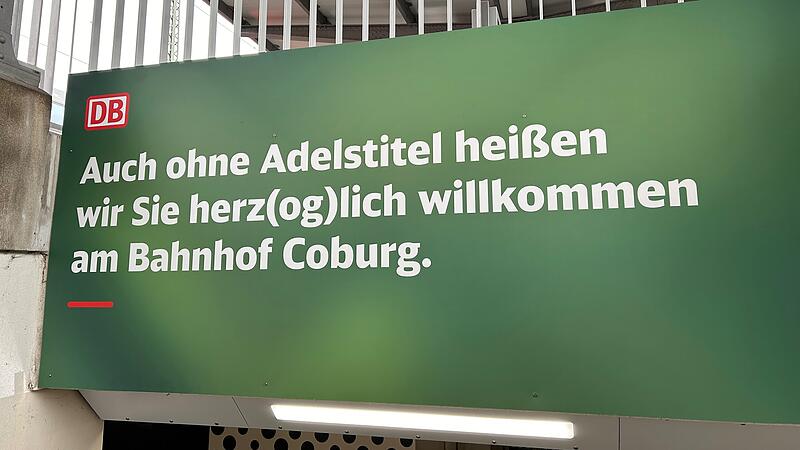 DB
Auch ohne Adelstitel heißen
wir Sie herz(og)lich willkommen
am Bahnhof Coburg.